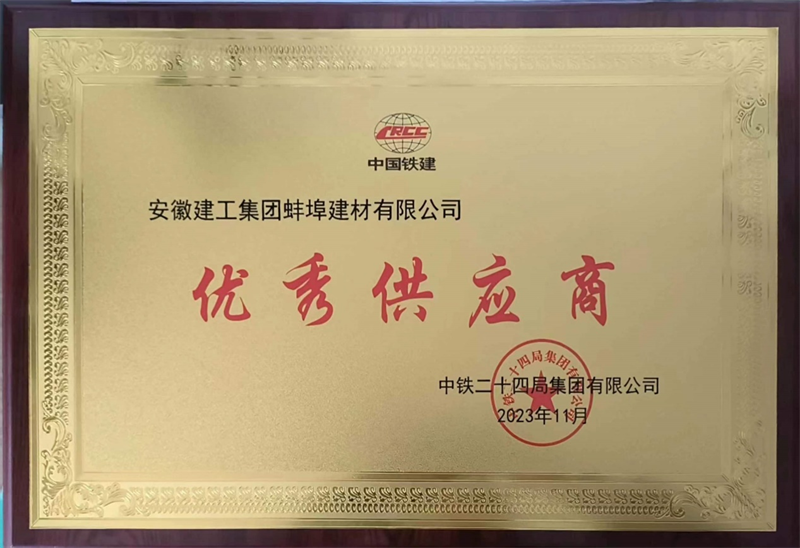 CRCC
中国铁建
安徽建工集团蚌埠建材有限公司
优秀供应商
中铁二十四局集团有限公司
2023年11月